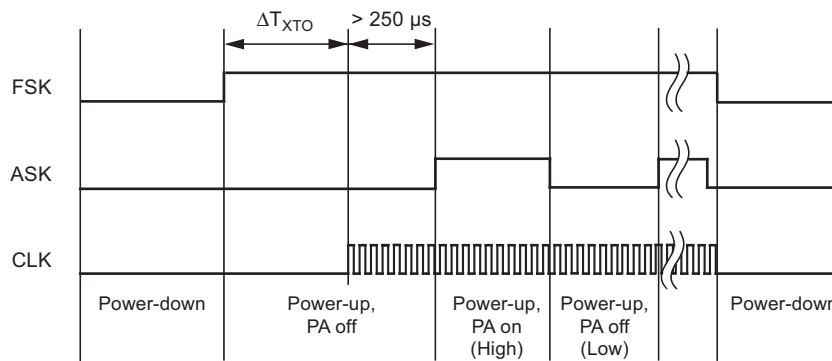 ΔTXTO
> 250 µs
FSK
ASK
CLK
Power-down
Power-up,
PA off
Power-up,
PA on
(High)
Power-up,
PA off
(Low)
Power-down